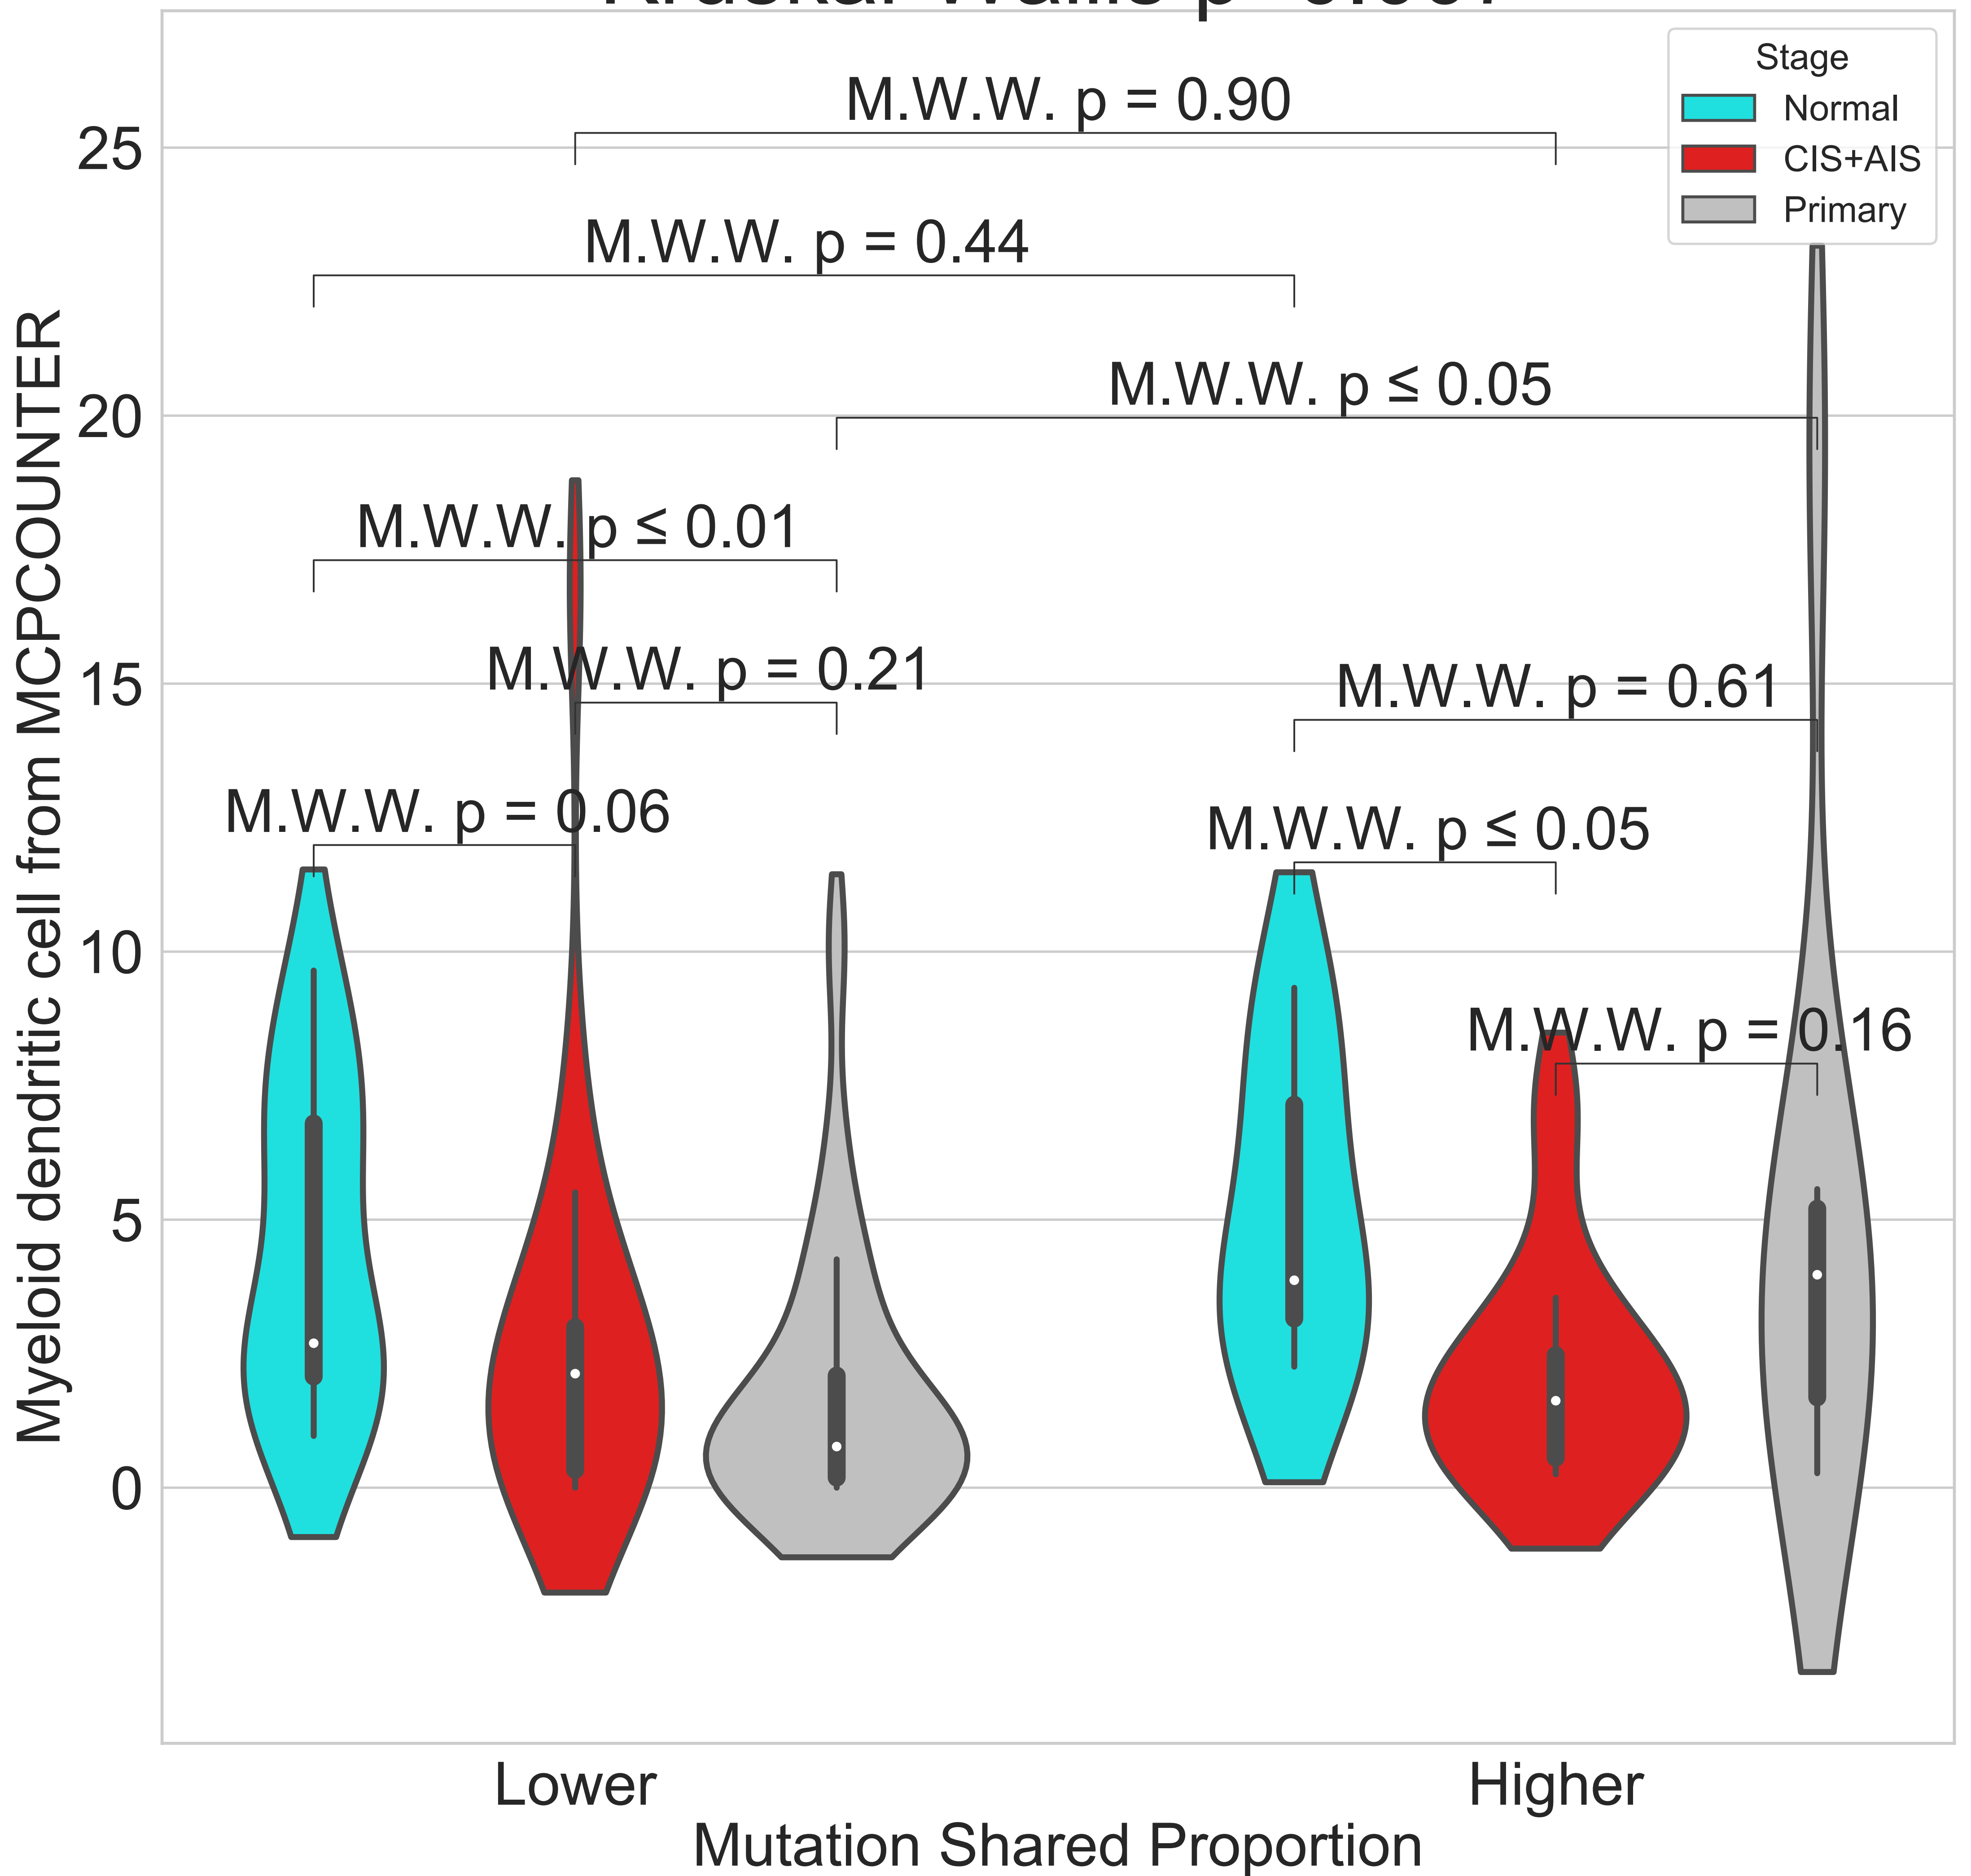 Stage
Normal
CIS+AIS
Primary
M.W.W. p = 0.90
M.W.W. p = 0.44
M.W.W. p ≤ 0.05
M.W.W. p ≤ 0.01
M.W.W. p = 0.21
M.W.W. p = 0.61
M.W.W. p = 0.06
M.W.W. p ≤ 0.05
M.W.W. p = 0.16
25
20
15
10
5
0
Myeloid dendritic cell from MCPCOUNTER
Lower
Higher
Mutation Shared Proportion